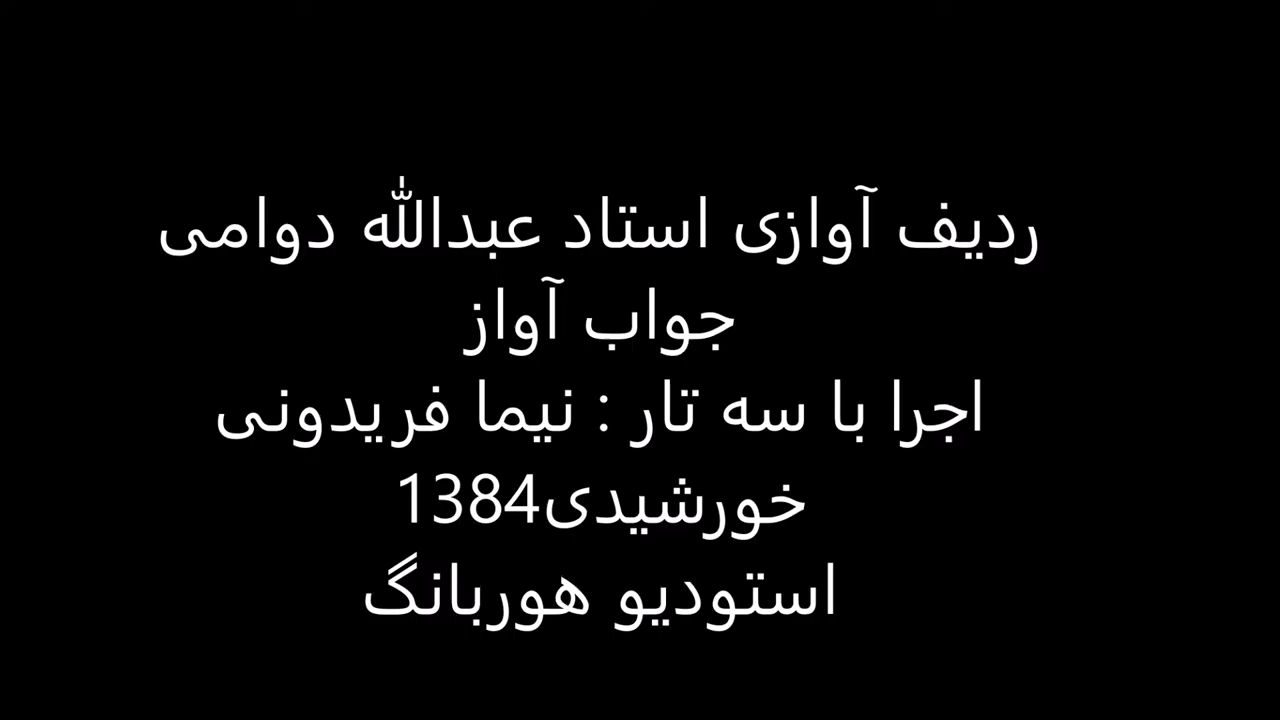 ردیف آوازی استاد عبدالله دوامی
جواب آواز
اجرا با سه تار : نیما فریدونی
خورشیدی1384
استودیو هوربانگ